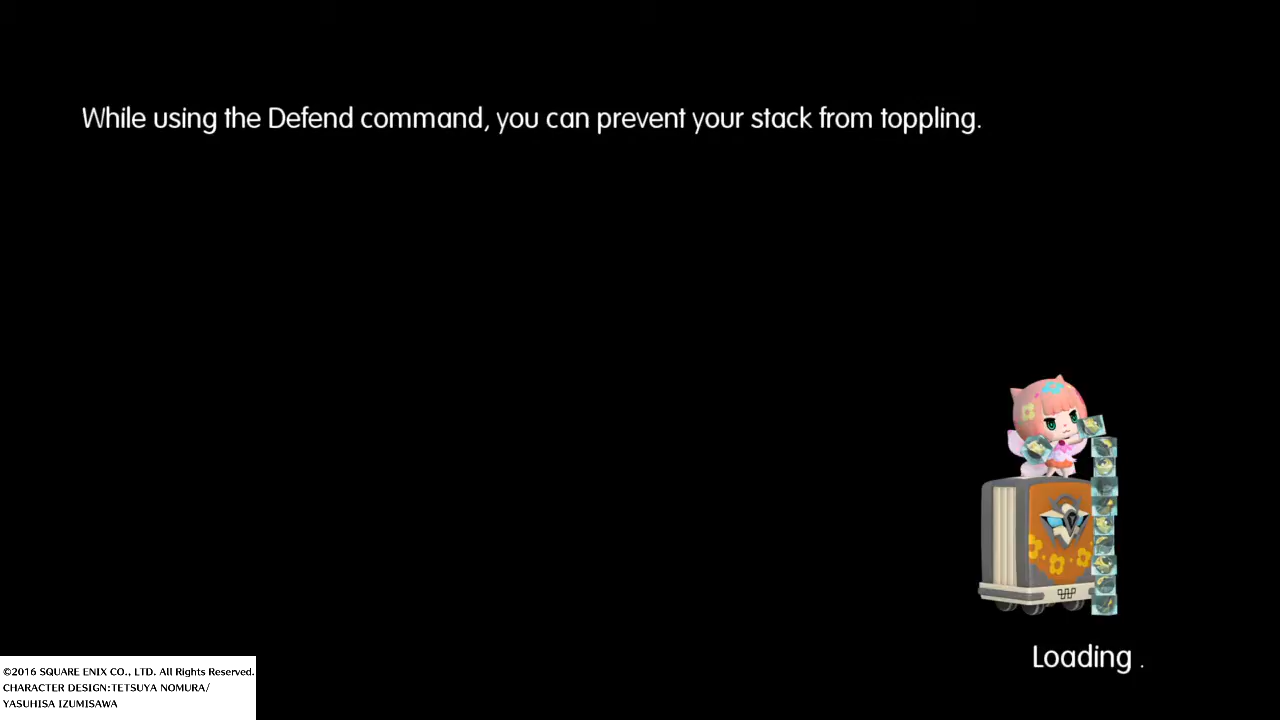 While using the Defend command, you can prevent your stack from toppling.
Loading .
©2016 SQUARE ENIX CO., LTD. All Rights Reserved.
CHARACTER DESIGN:TETSUYA NOMURA/
YASUHISA IZUMISAWA